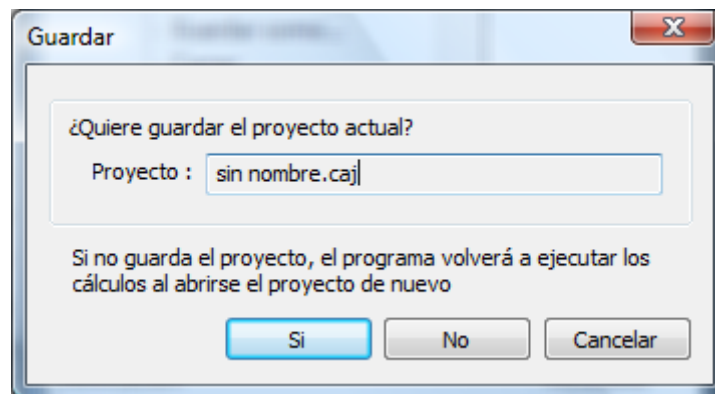 Guardar
¿Quiere guardar el proyecto actual?
Proyecto : sin nombre.caj
Si no guarda el proyecto, el programa volverá a ejecutar los
cálculos al abrirse el proyecto de nuevo
Si No Cancelar